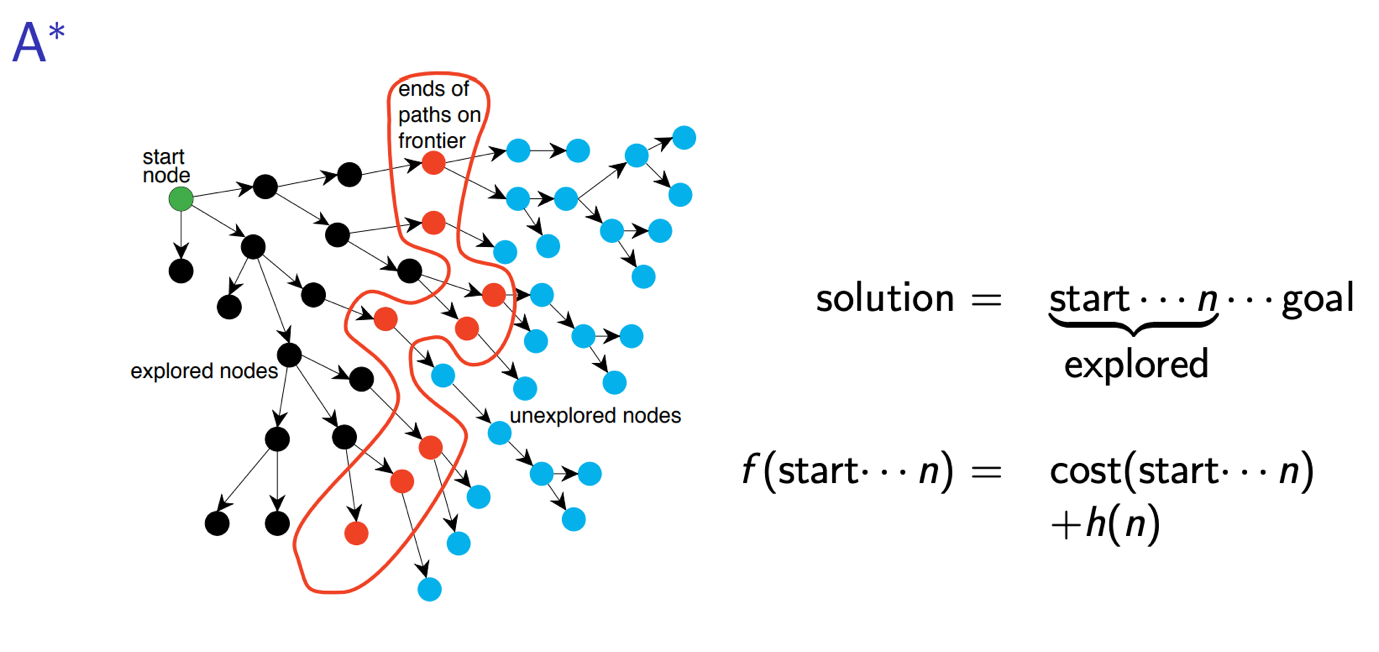 A*
ends of
paths on
frontier
start
node
explored nodes
unexplored nodes
solution = start ··· n ··· goal
explored
f(start··· n) = cost(start··· n)
+h(n)